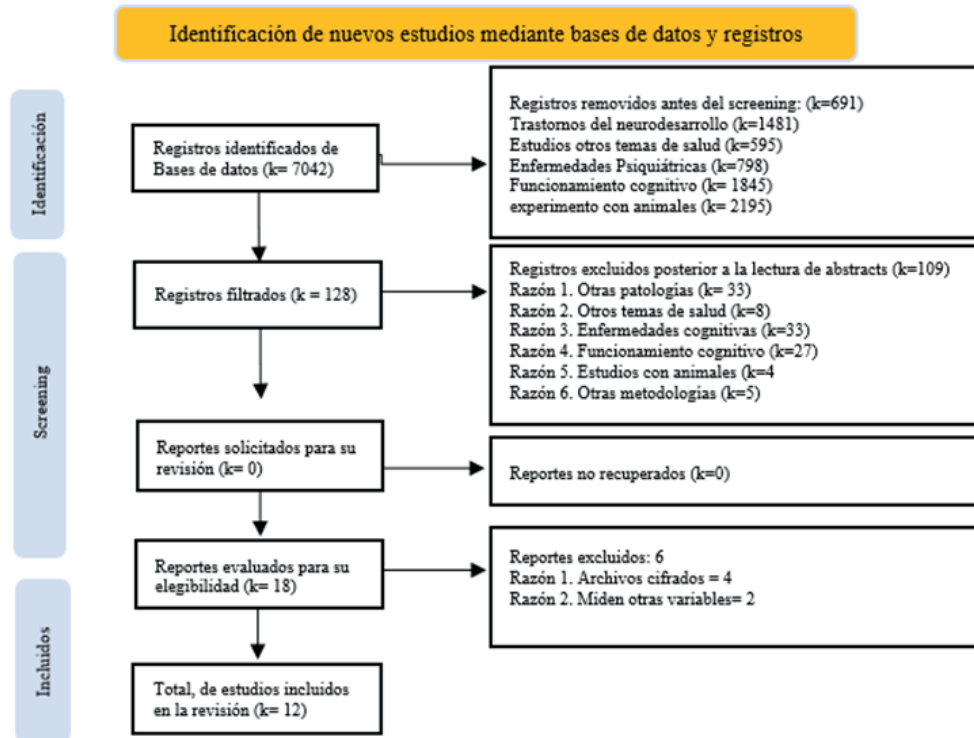 Identificación de nuevos estudios mediante bases de datos y registros
Identificación
Registros identificados de
Bases de datos (k= 7042)
Registros removidos antes del screening: (k=691)
Trastornos del neurodesarrollo (k=1481)
Estudios otros temas de salud (k=595)
Enfermedades Psiquiátricas (k=798)
Funcionamiento cognitivo (k= 1845)
experimento con animales (k= 2195)
Screening
Registros filtrados (k = 128)
Registros excluidos posterior a la lectura de abstracts (k=109)
Razón 1. Otras patologías (k= 33)
Razón 2. Otros temas de salud (k=8)
Razón 3. Enfermedades cognitivas (k=33)
Razón 4. Funcionamiento cognitivo (k=27)
Razón 5. Estudios con animales (k=4
Razón 6. Otras metodologías (k=5)
Reportes solicitados para su
revisión (k= 0)
Reportes no recuperados (k=0)
Reportes evaluados para su
elegibilidad (k= 18)
Reportes excluidos: 6
Razón 1. Archivos cifrados = 4
Razón 2. Miden otras variables= 2
Incluidos
Total, de estudios incluidos
en la revisión (k= 12)